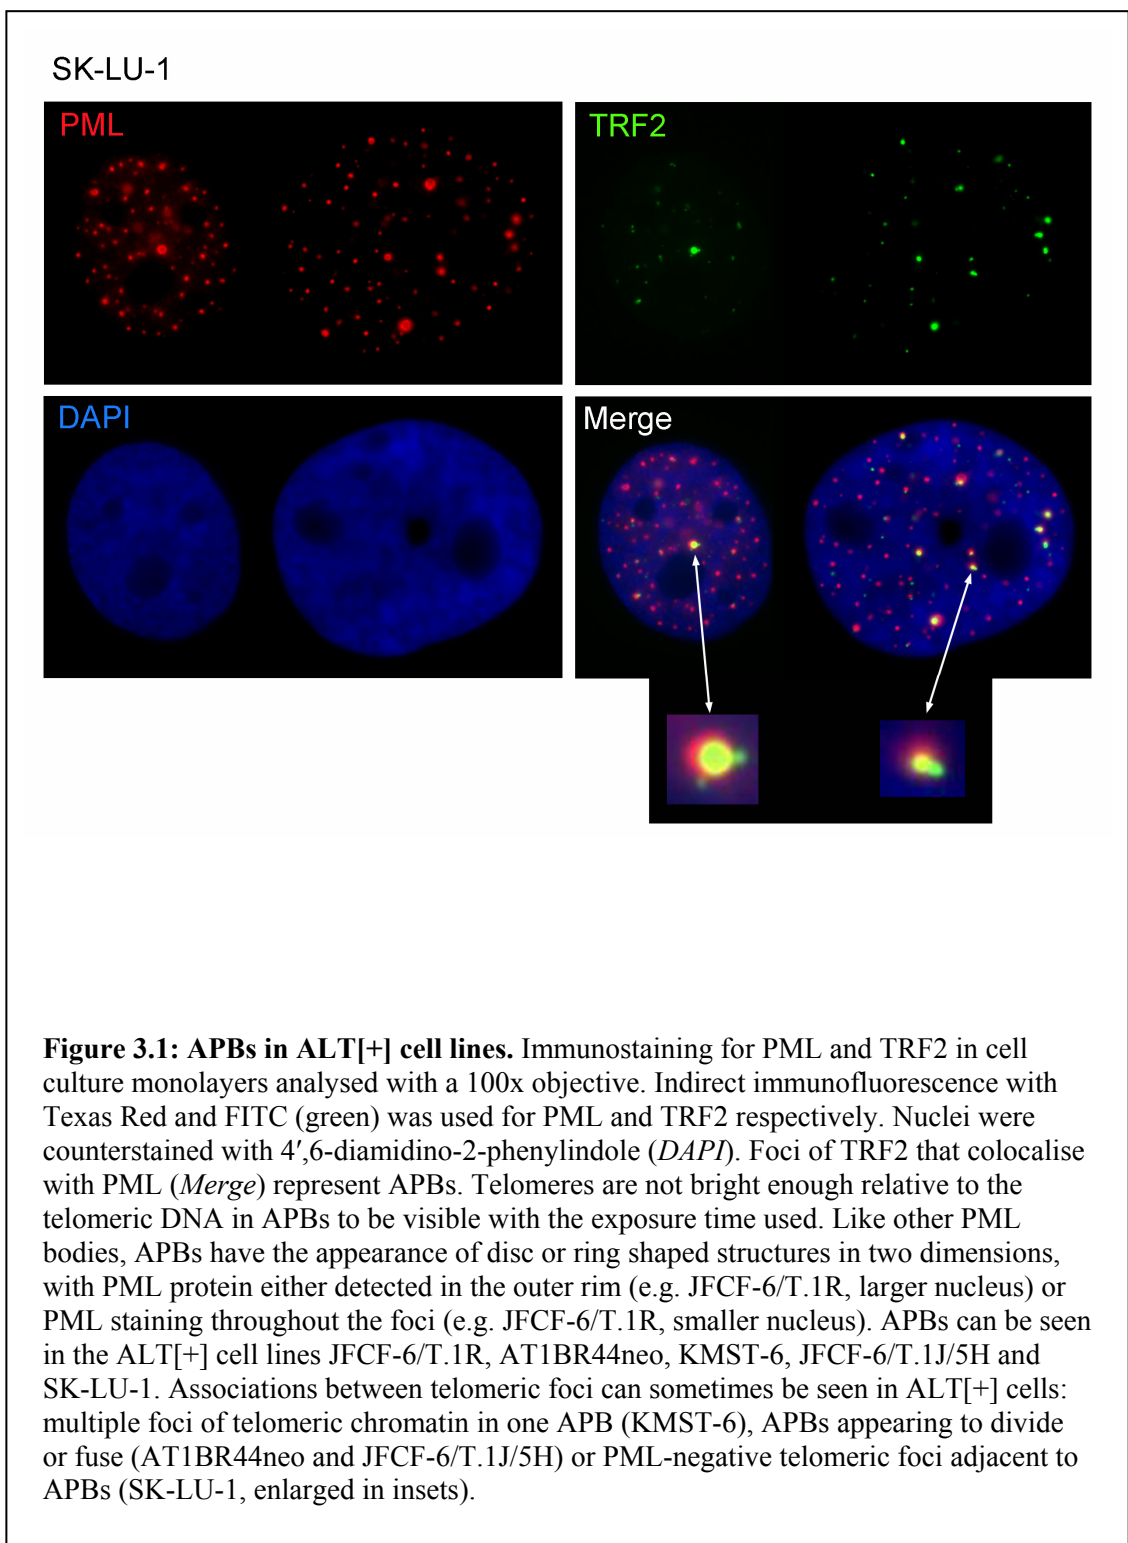 SK-LU-1
PML
TRF2
DAPI
Merge
Figure 3.1: APBs in ALT[+] cell lines. Immunostaining for PML and TRF2 in cell
culture monolayers analysed with a 100x objective. Indirect immunofluorescence with
Texas Red and FITC (green) was used for PML and TRF2 respectively. Nuclei were
counterstained with 4′,6-diamidino-2-phenylindole (DAPI). Foci of TRF2 that colocalise
with PML (Merge) represent APBs. Telomeres are not bright enough relative to the
telomeric DNA in APBs to be visible with the exposure time used. Like other PML
bodies, APBs have the appearance of disc or ring shaped structures in two dimensions,
with PML protein either detected in the outer rim (e.g. JFCF-6/T.1R, larger nucleus) or
PML staining throughout the foci (e.g. JFCF-6/T.1R, smaller nucleus). APBs can be seen
in the ALT[+] cell lines JFCF-6/T.1R, AT1BR44neo, KMST-6, JFCF-6/T.1J/5H and
SK-LU-1. Associations between telomeric foci can sometimes be seen in ALT[+] cells:
multiple foci of telomeric chromatin in one APB (KMST-6), APBs appearing to divide
or fuse (AT1BR44neo and JFCF-6/T.1J/5H) or PML-negative telomeric foci adjacent to
APBs (SK-LU-1, enlarged in insets).